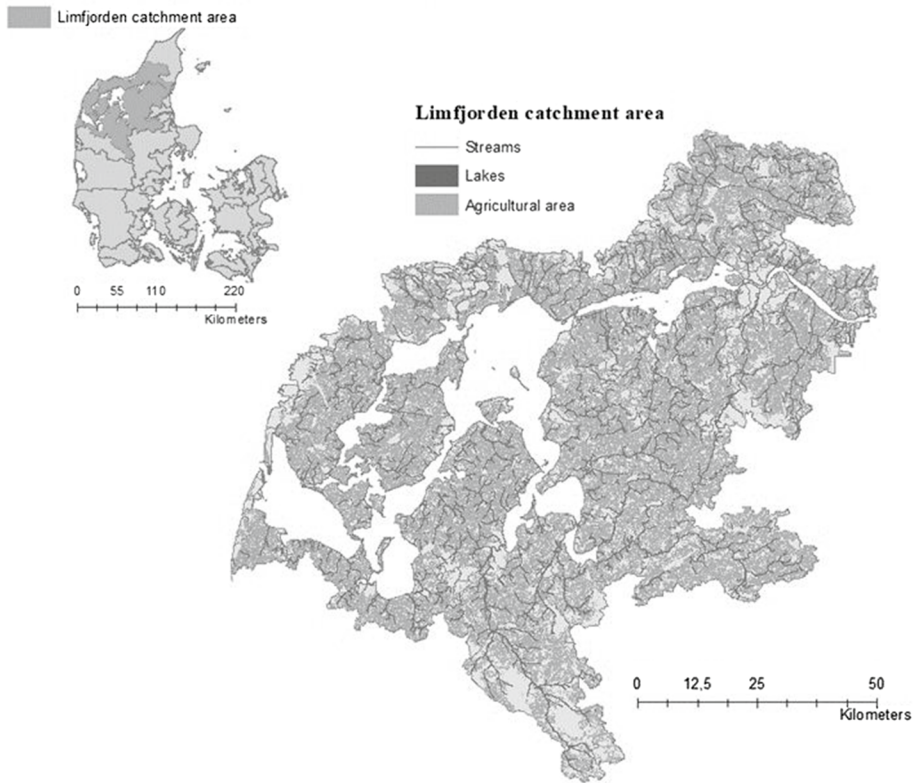 Limfjorden catchment area
0 55 110 220
Kilometers
Limfjorden catchment area
Streams
Lakes
Agricultural area
0 12,5 25 50
Kilometers